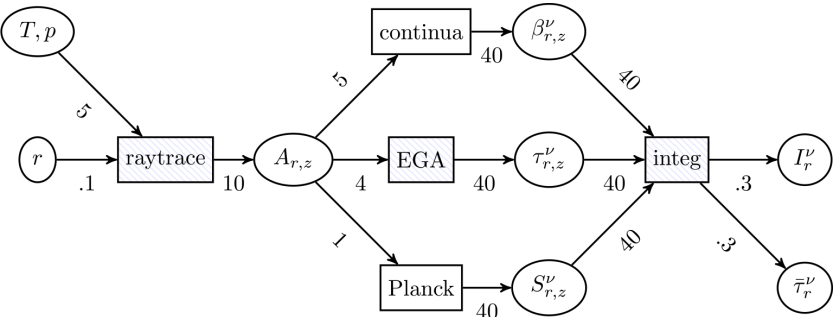 T, p
continua
β^ν_{r,z}
40
5
40
5
r
raytrace
A_{r,z}
EGA
τ^ν_{r,z}
integ
I^ν_r
.1
10
4
40
40
.3
1
40
.3
Planck
S^ν_{r,z}
τ̄^ν_r
40